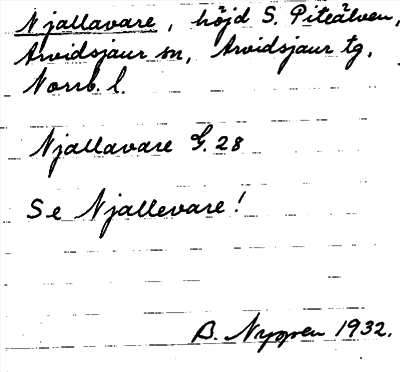 Njallavare, höjd S. Piteälven,
Arvidsjaur sn, Arvidsjaur tg.
Norrb. l.
Njallavare G. 28
Se Njallevare!
B. Nygren 1932.